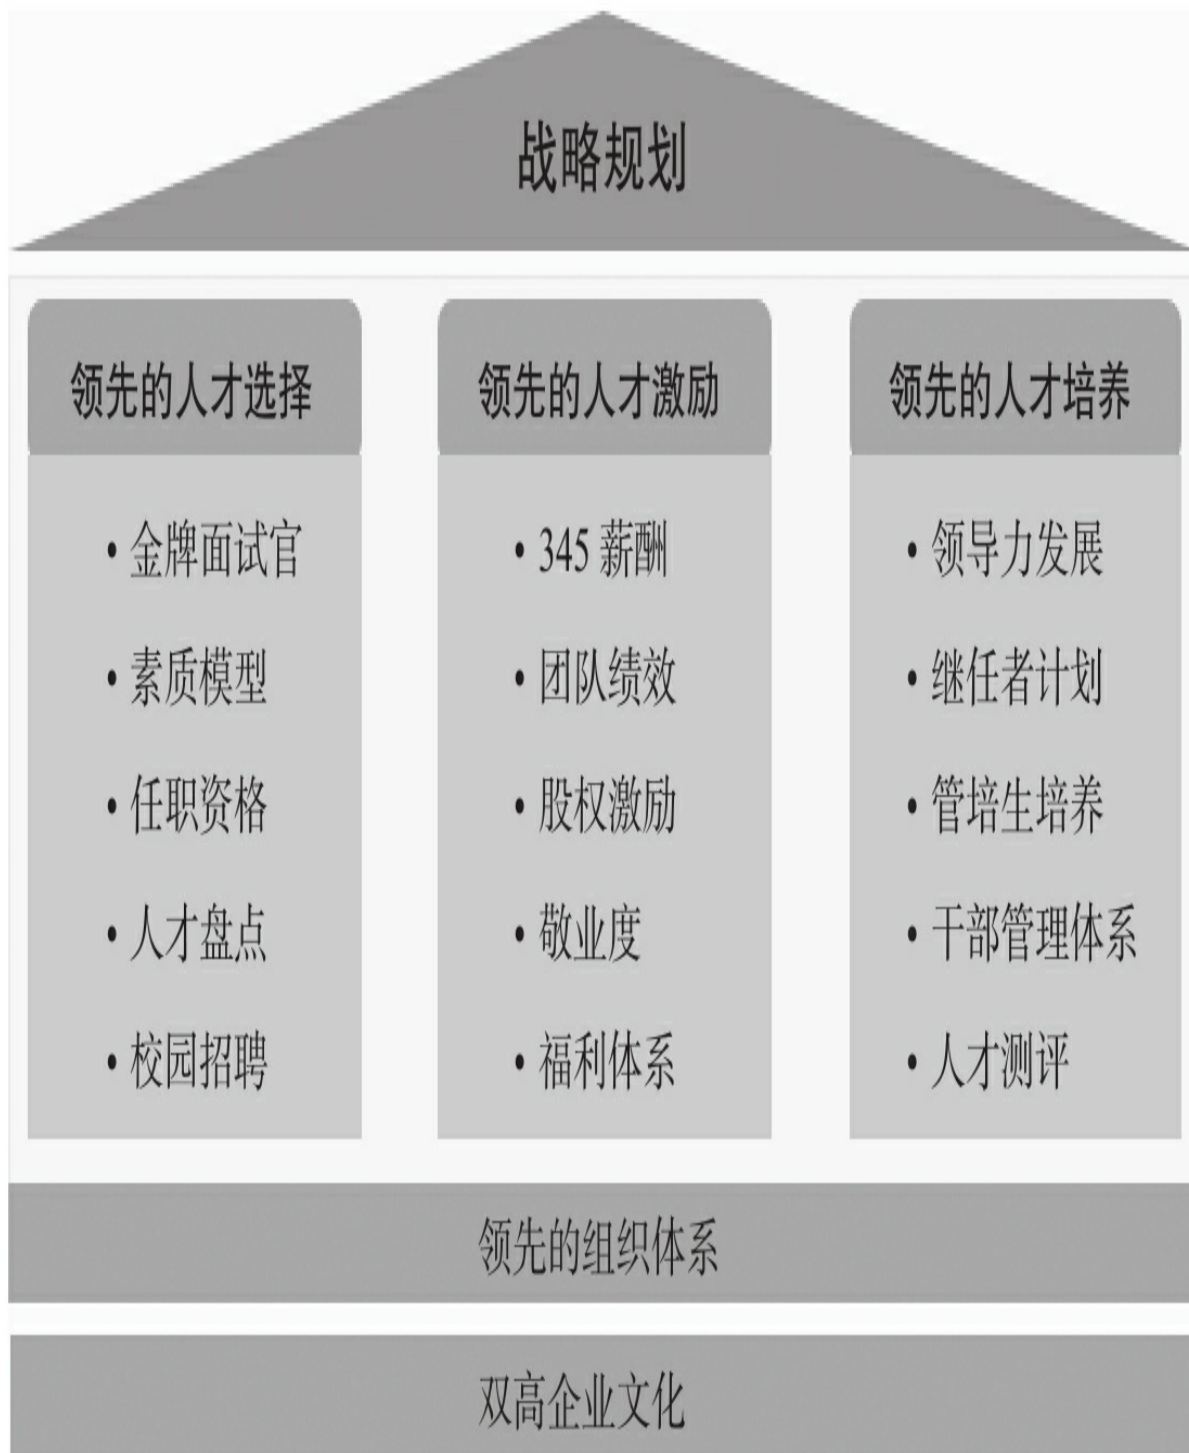 战略规划
领先的人才选择
• 金牌面试官
• 素质模型
• 任职资格
• 人才盘点
• 校园招聘
领先的人才激励
• 345 薪酬
• 团队绩效
• 股权激励
• 敬业度
• 福利体系
领先的人才培养
• 领导力发展
• 继任者计划
• 管培生培养
• 干部管理体系
• 人才测评
领先的组织体系
双高企业文化